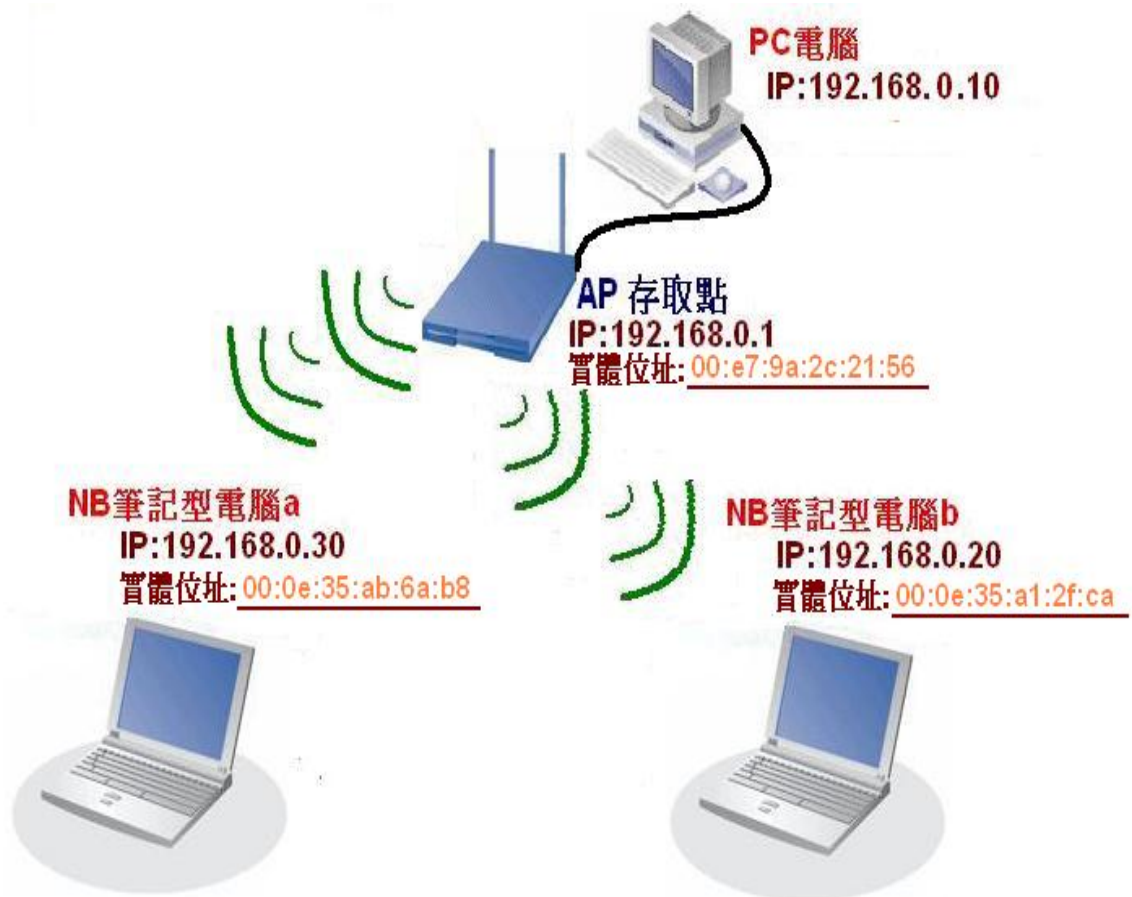 PC電腦
IP:192.168.0.10
AP 存取點
IP:192.168.0.1
實體位址: 00:e7:9a:2c:21:56
NB筆記型電腦a
IP:192.168.0.30
實體位址: 00:0e:35:ab:6a:b8
NB筆記型電腦b
IP:192.168.0.20
實體位址: 00:0e:35:a1:2f:ca